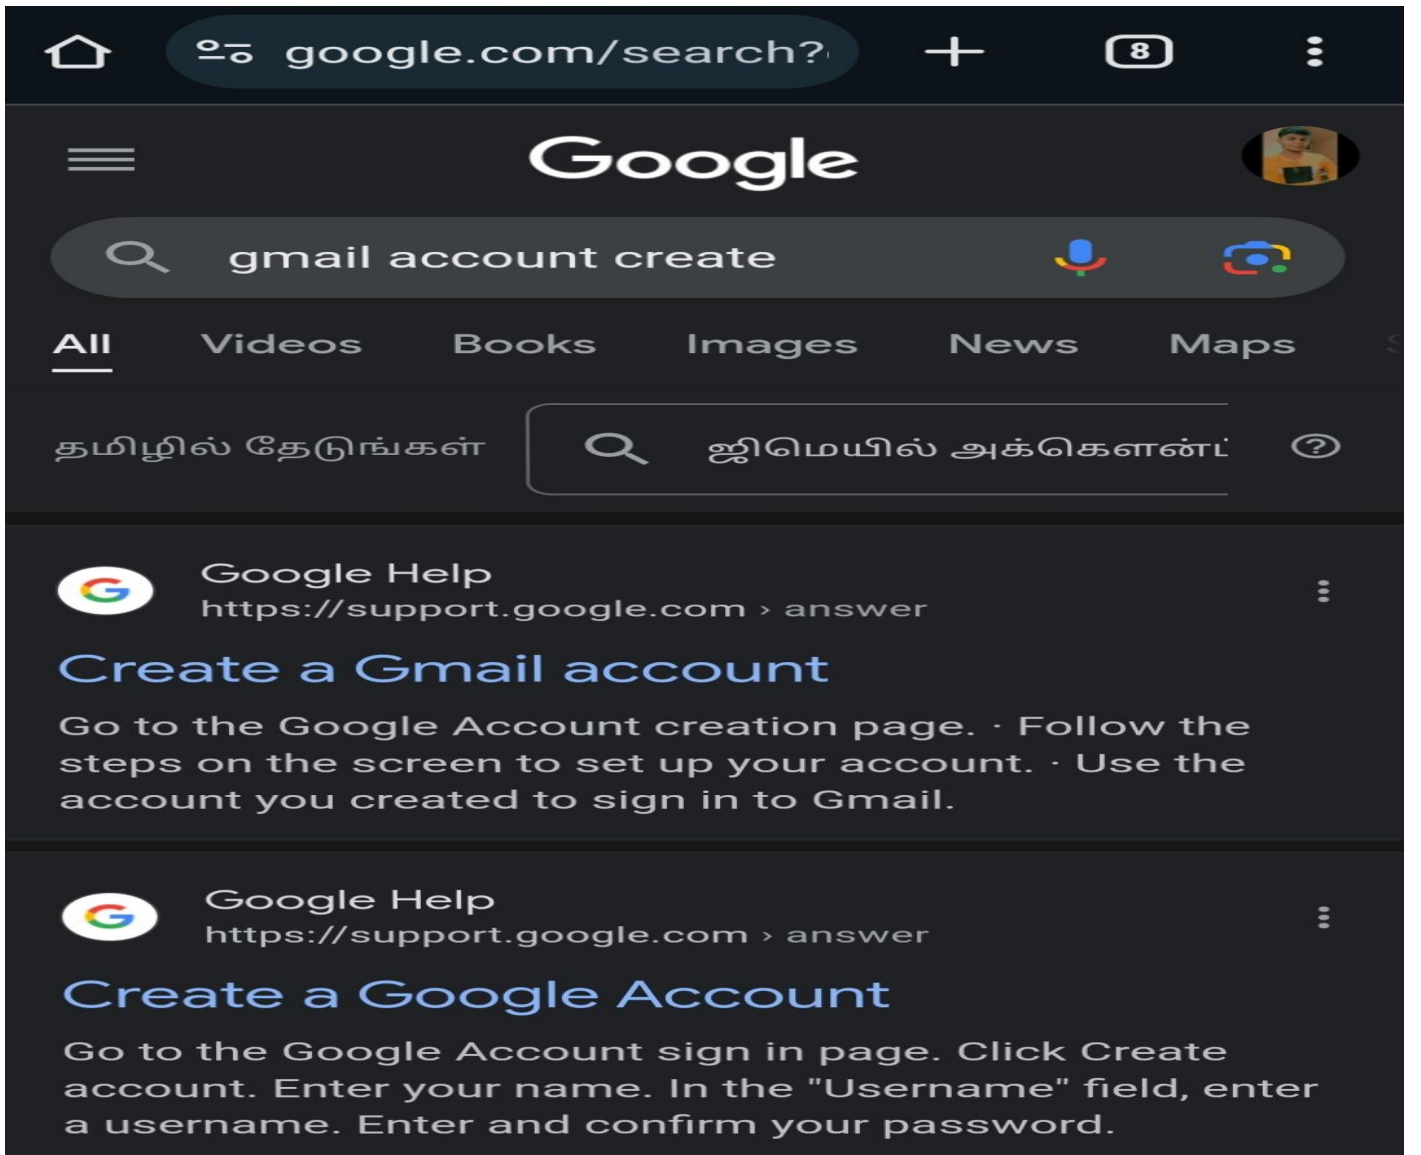 google.com/search?
8
Google
gmail account create
All Videos Books Images News Maps
தமிழில் தேடுங்கள் ஜிமெயில்
Google Help
https://support.google.com › answer
Create a Gmail account
Go to the Google Account creation page. · Follow the
steps on the screen to set up your account. · Use the
account you created to sign in to Gmail.
Google Help
https://support.google.com › answer
Create a Google Account
Go to the Google Account sign in page. Click Create
account. Enter your name. In the "Username" field, enter
a username. Enter and confirm your password.